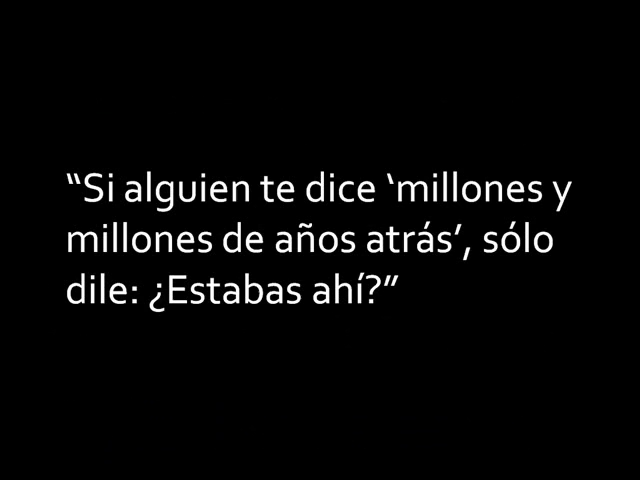 “Si alguien te dice ‘millones y
millones de años atrás’, sólo
dile: ¿Estabas ahí?”